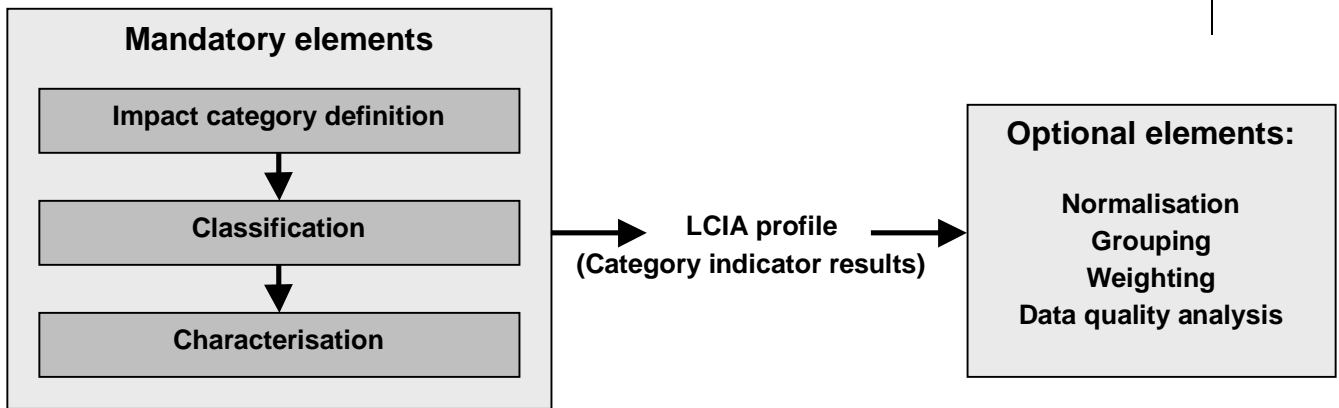 Mandatory elements
Impact category definition
Classification
Characterisation
LCIA profile
(Category indicator results)
Optional elements:
Normalisation
Grouping
Weighting
Data quality analysis